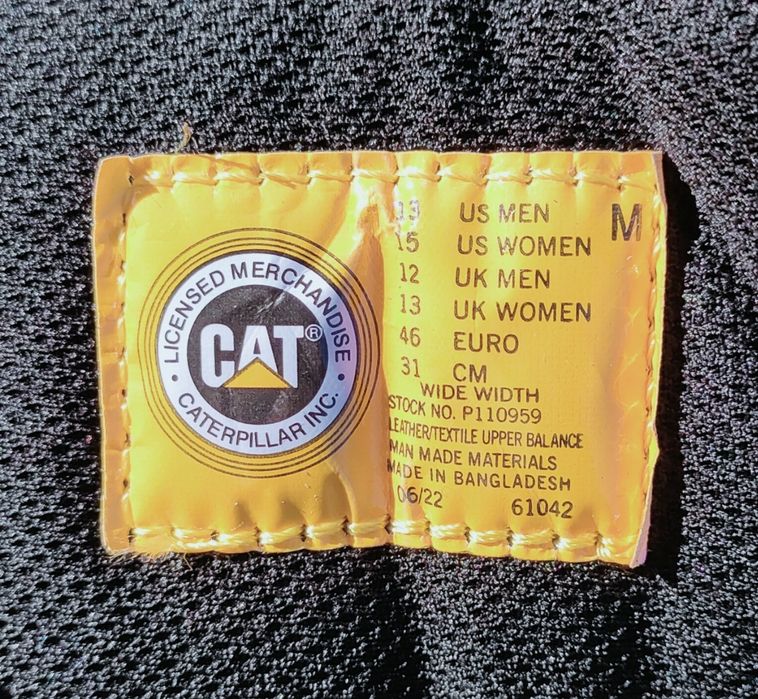 LICENSED MERCHANDISE
CAT®
CATERPILLAR INC.
M
13 US MEN
15 US WOMEN
12 UK MEN
13 UK WOMEN
46 EURO
31 CM
WIDE WIDTH
STOCK NO. P110959
LEATHER/TEXTILE UPPER BALANCE
MAN MADE MATERIALS
MADE IN BANGLADESH
06/22 61042